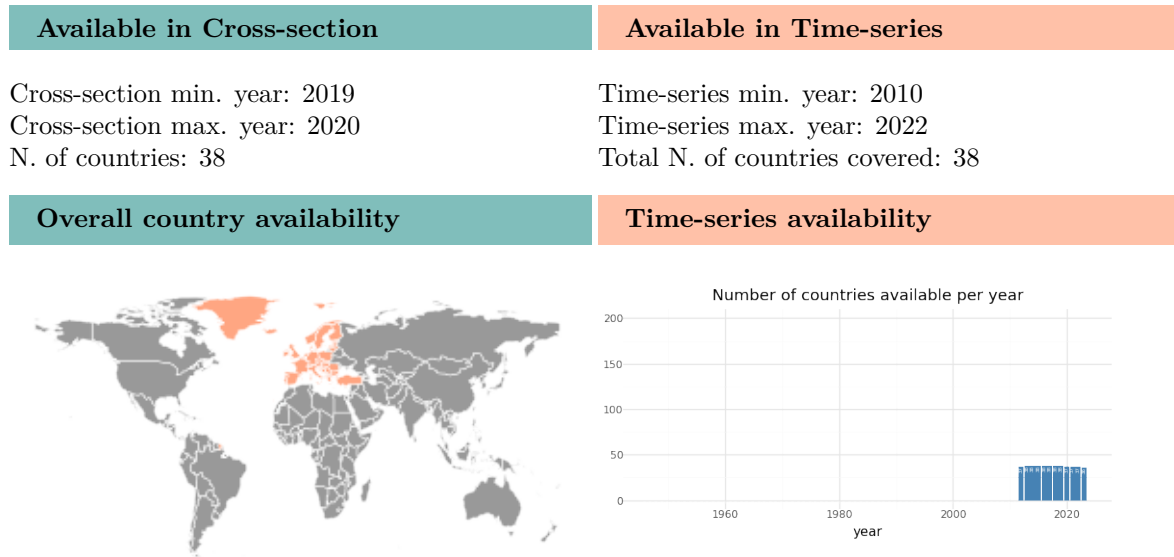 Available in Cross-section
Cross-section min. year: 2019
Cross-section max. year: 2020
N. of countries: 38
Available in Time-series
Time-series min. year: 2010
Time-series max. year: 2022
Total N. of countries covered: 38
Overall country availability
Time-series availability
Number of countries available per year
200
150
100
50
0
1960 1980 2000 2020
year